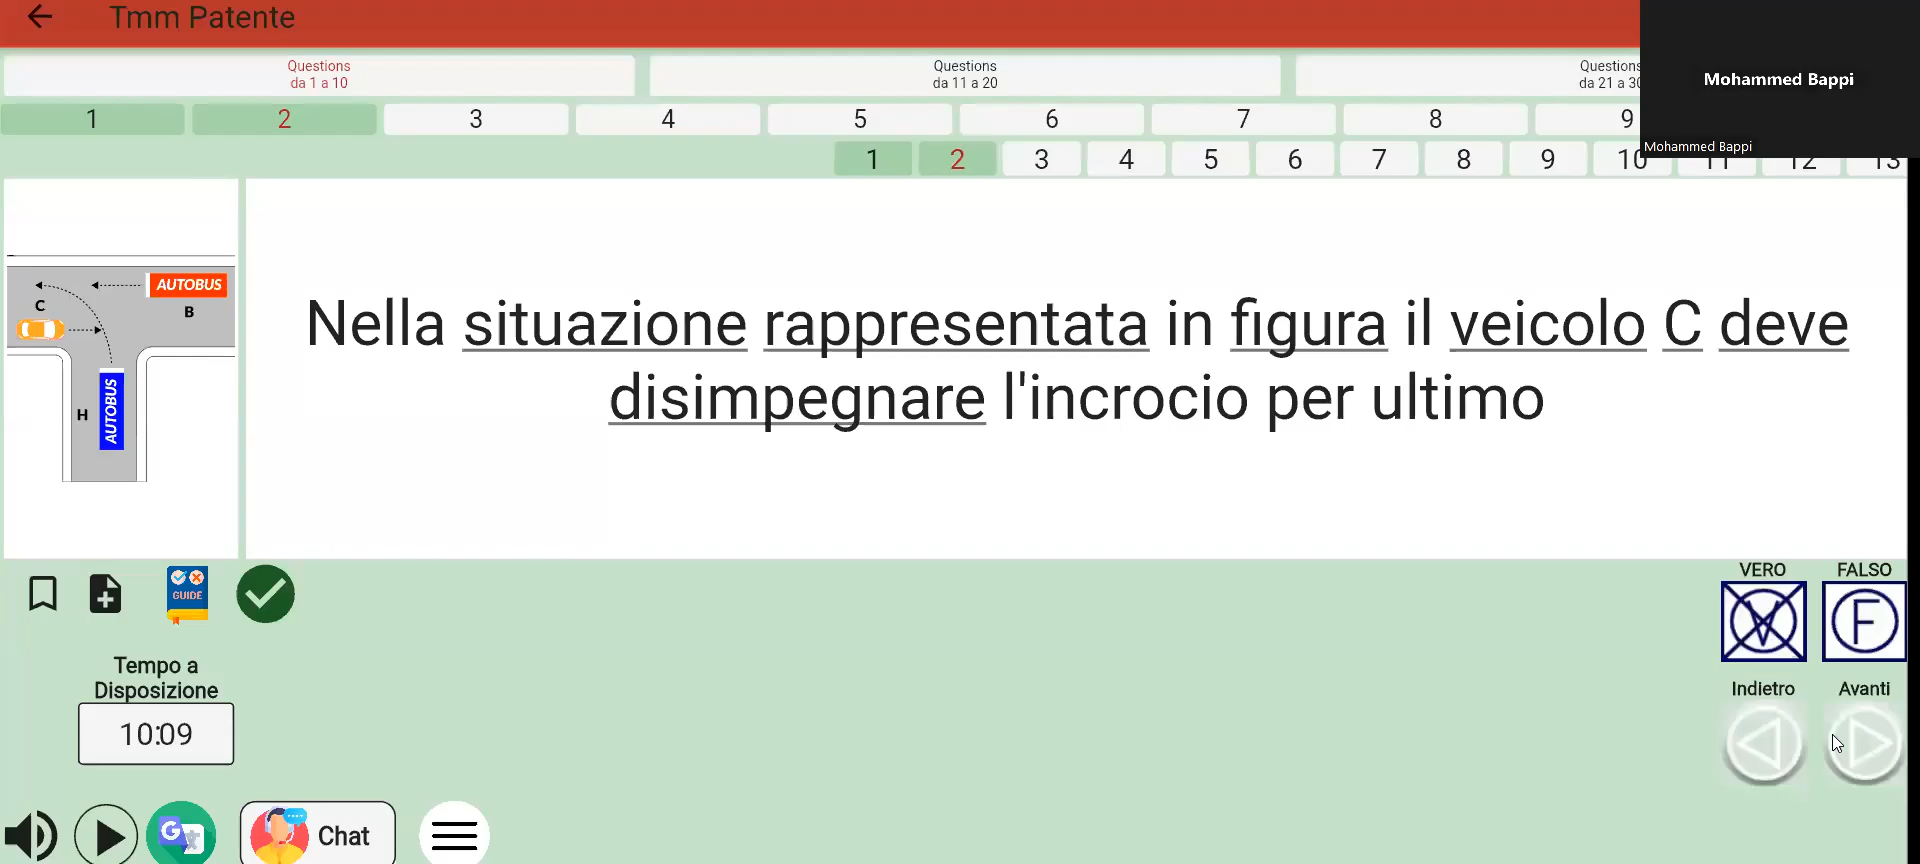 Tmm Patente
Mohammed Bappi
Mohammed Bappi
Questions
da 1 a 10
Questions
da 11 a 20
Questions
da 21 a 30
1 2 3 4 5 6 7 8 9
1 2 3 4 5 6 7 8 9 10 11 12 13
AUTOBUS
C
B
H
AUTOBUS
Nella situazione rappresentata in figura il veicolo C deve
disimpegnare l'incrocio per ultimo
GUIDE
VERO FALSO
V F
Tempo a
Disposizione
10:09
Indietro Avanti
G
Chat